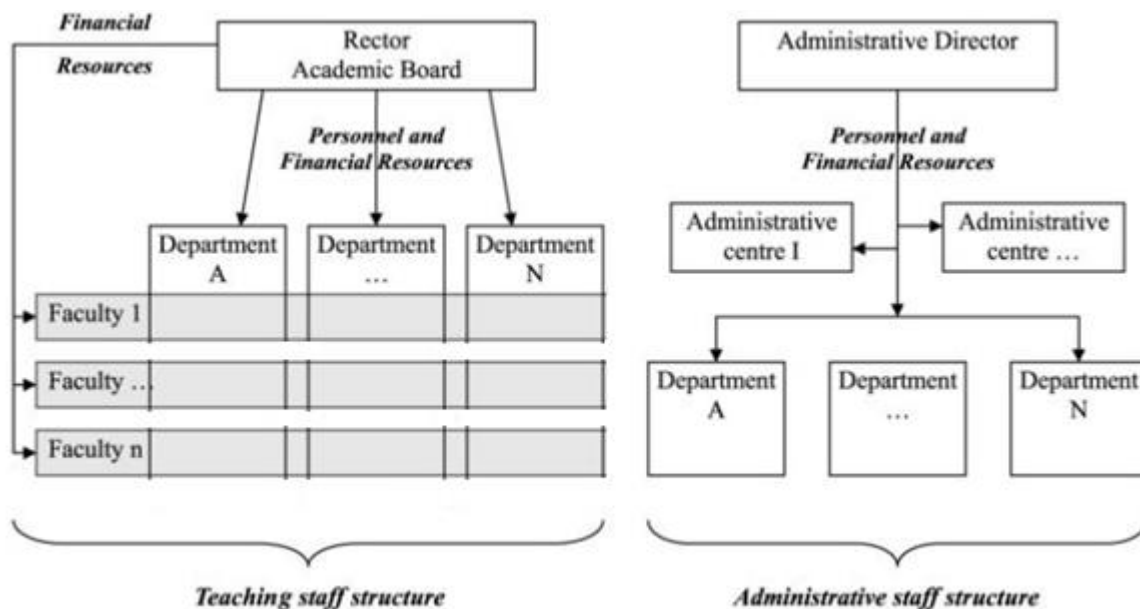 Financial
Resources
Rector
Academic Board
Personnel and
Financial Resources
Department
A
Department
...
Department
N
Faculty 1
Faculty ...
Faculty n
Teaching staff structure
Administrative Director
Personnel and
Financial Resources
Administrative
centre I
Administrative
centre ...
Department
A
Department
...
Department
N
Administrative staff structure